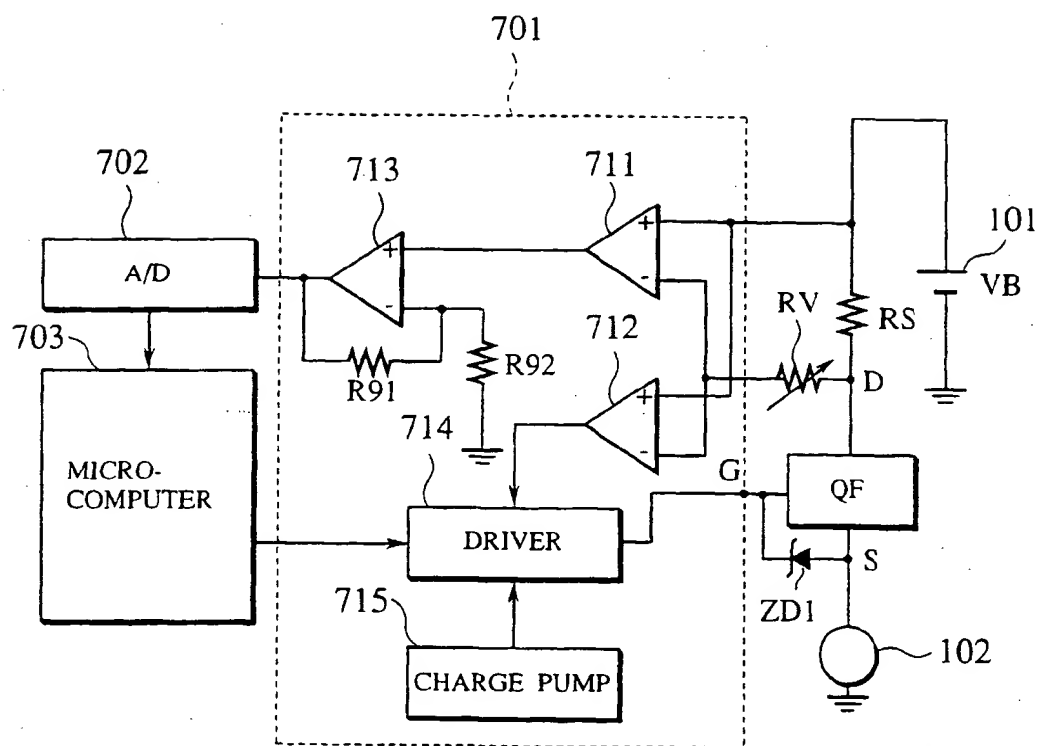 701
702
713
711
101
A/D
+
-
+
-
VB
RV
RS
703
R91
R92
712
D
+
-
714
G
MICRO-
COMPUTER
QF
DRIVER
S
ZD1
715
102
CHARGE PUMP